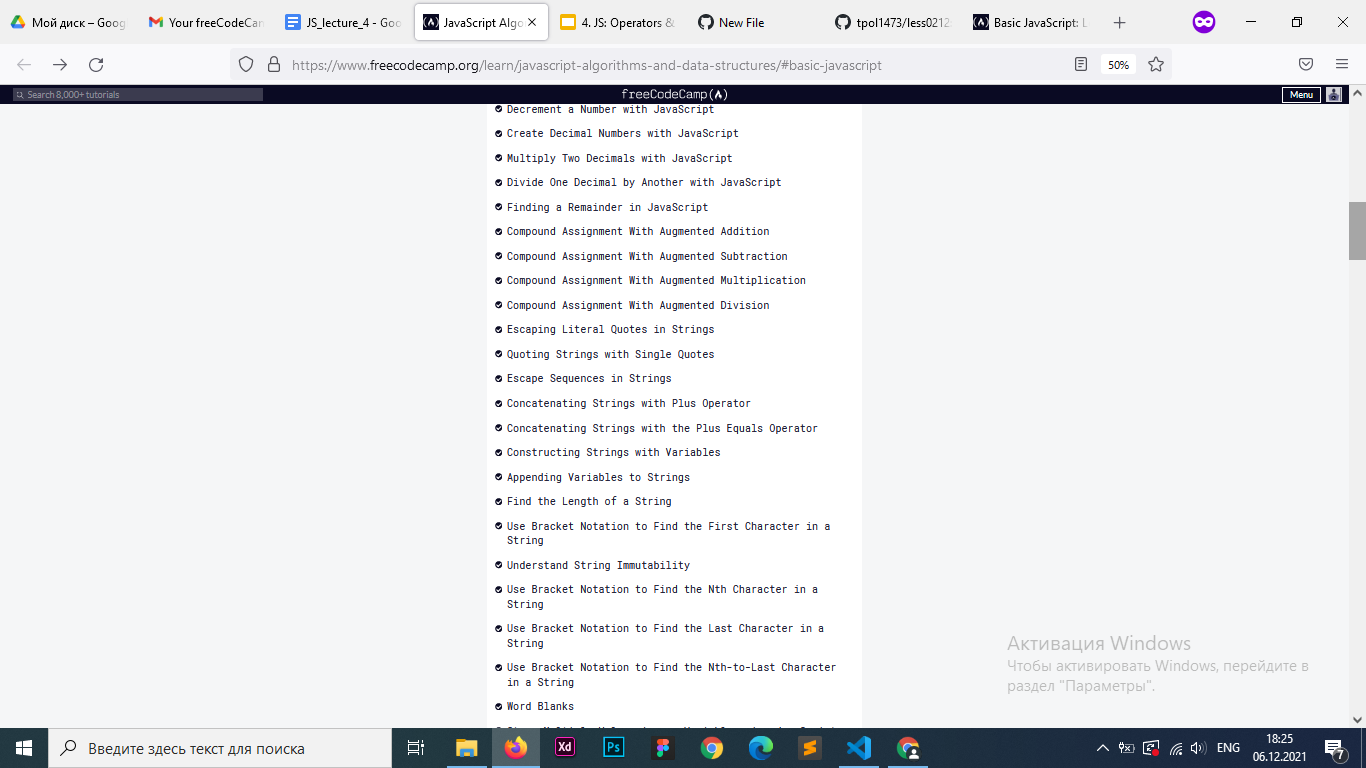 Мой диск – Goog
Your freeCodeCam
JS_lecture_4 - Goo
JavaScript Algo
4. JS: Operators &
New File
tpol1473/less0212
Basic JavaScript: L
https://www.freecodecamp.org/learn/javascript-algorithms-and-data-structures/#basic-javascript
50%
Search 8,000+ tutorials
freeCodeCamp
Menu
Decrement a Number with JavaScript
Create Decimal Numbers with JavaScript
Multiply Two Decimals with JavaScript
Divide One Decimal by Another with JavaScript
Finding a Remainder in JavaScript
Compound Assignment With Augmented Addition
Compound Assignment With Augmented Subtraction
Compound Assignment With Augmented Multiplication
Compound Assignment With Augmented Division
Escaping Literal Quotes in Strings
Quoting Strings with Single Quotes
Escape Sequences in Strings
Concatenating Strings with Plus Operator
Concatenating Strings with the Plus Equals Operator
Constructing Strings with Variables
Appending Variables to Strings
Find the Length of a String
Use Bracket Notation to Find the First Character in a
String
Understand String Immutability
Use Bracket Notation to Find the Nth Character in a
String
Use Bracket Notation to Find the Last Character in a
String
Use Bracket Notation to Find the Nth-to-Last Character
in a String
Word Blanks
Активация Windows
Чтобы активировать Windows, перейдите в
раздел "Параметры".
Введите здесь текст для поиска
Xd
Ps
ENG
18:25
06.12.2021
7